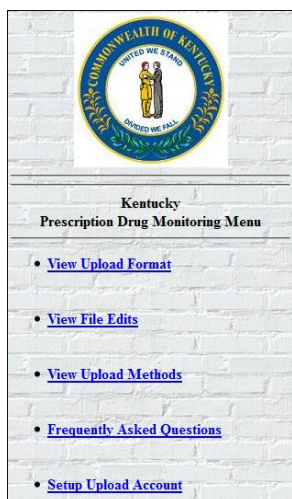 COMMONWEALTH OF KENTUCKY
UNITED WE STAND
DIVIDED WE FALL
Kentucky
Prescription Drug Monitoring Menu
View Upload Format
View File Edits
View Upload Methods
Frequently Asked Questions
Setup Upload Account